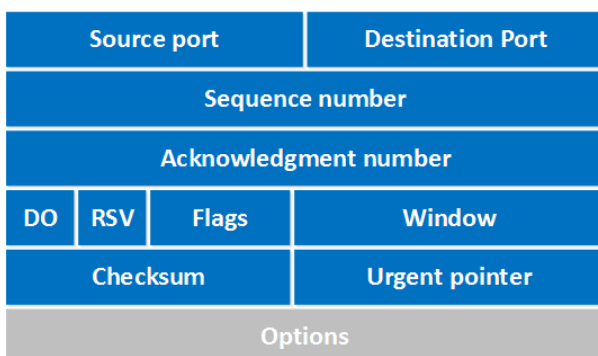 Source port Destination Port
Sequence number
Acknowledgment number
DO RSV Flags Window
Checksum Urgent pointer
Options